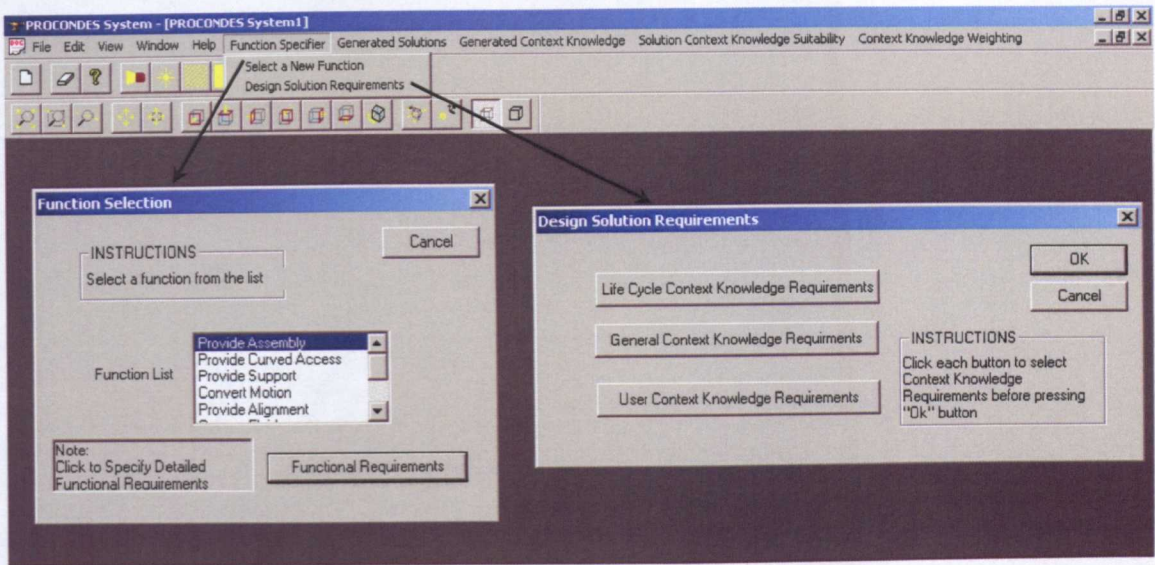 PROCONDES System - [PROCONDES System1]
File Edit View Window Help Function Specifier Generated Solutions Generated Context Knowledge Solution Context Knowledge Suitability Context Knowledge Weighting
Select a New Function
Design Solution Requirements
Function Selection
INSTRUCTIONS
Select a function from the list
Cancel
Function List
Provide Assembly
Provide Curved Access
Provide Support
Convert Motion
Provide Alignment
Note:
Click to Specify Detailed
Functional Requirements
Functional Requirements
Design Solution Requirements
OK
Cancel
Life Cycle Context Knowledge Requirements
General Context Knowledge Requirments
User Context Knowledge Requirements
INSTRUCTIONS
Click each button to select
Context Knowledge
Requirements before pressing
"Ok" button